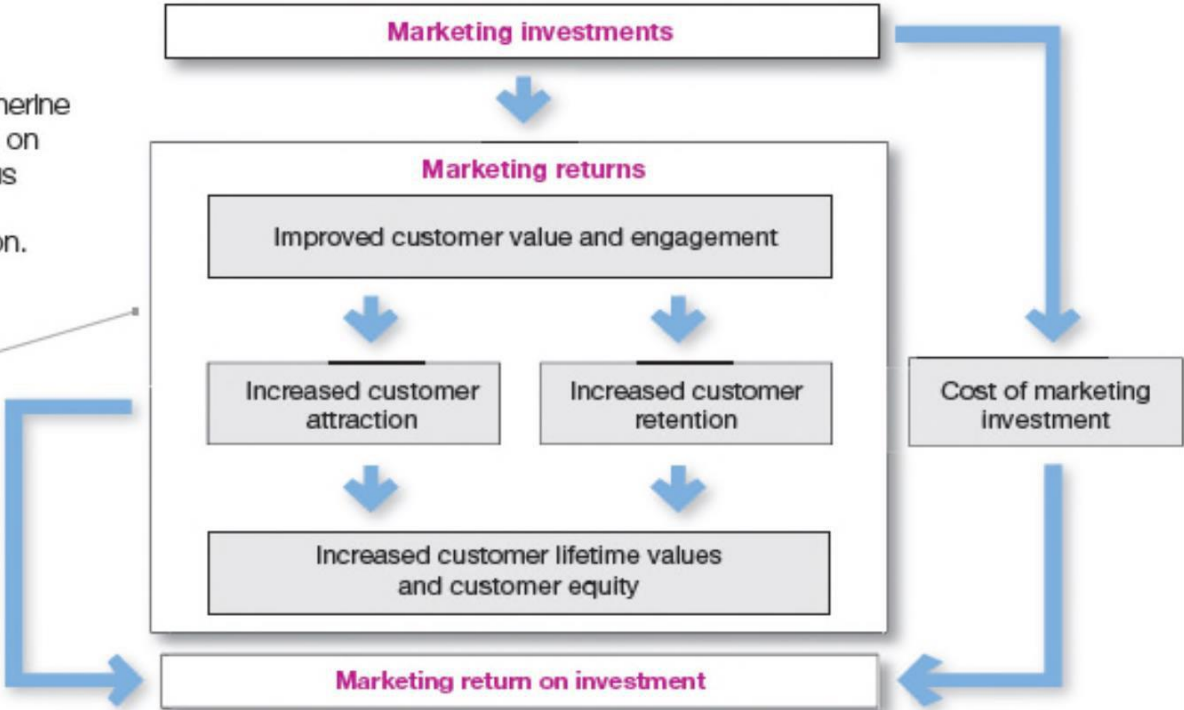 Marketing investments
on
Marketing returns
Improved customer value and engagement
Increased customer
attraction
Increased customer
retention
Cost of marketing
investment
Increased customer lifetime values
and customer equity
Marketing return on investment